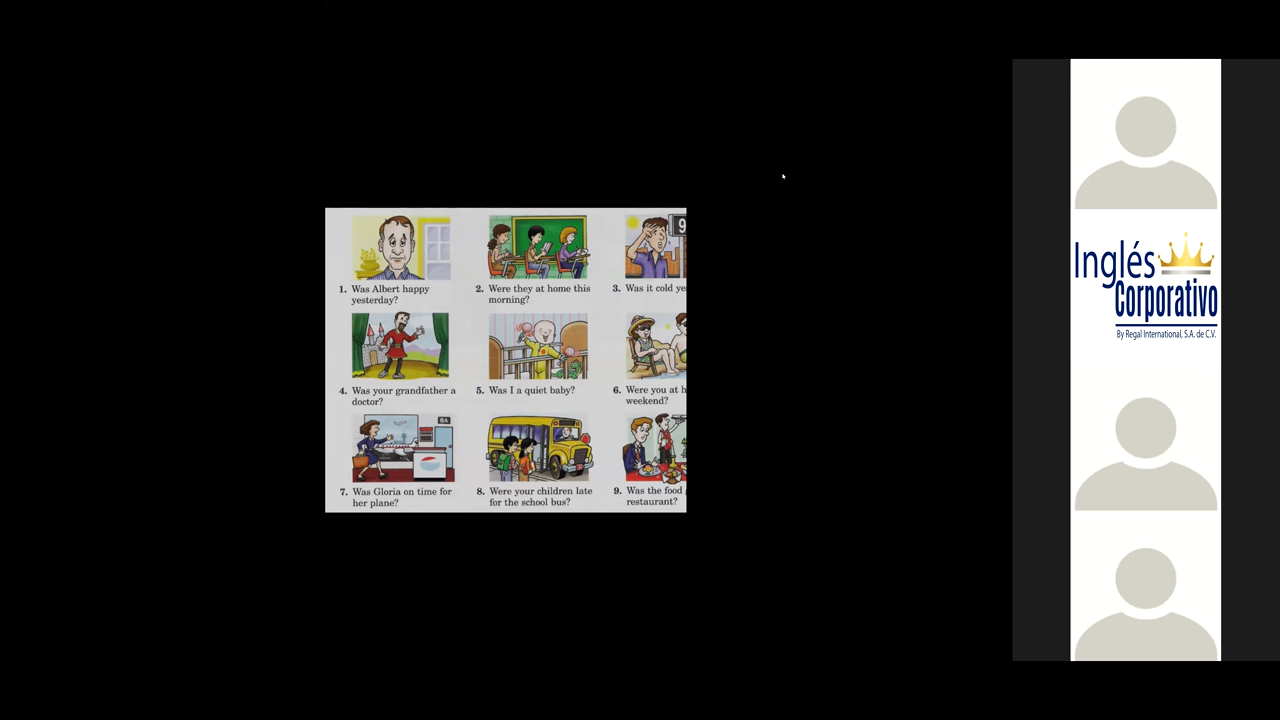 9
1. Was Albert happy
yesterday?
2. Were they at home this
morning?
3. Was it cold ye
4. Was your grandfather a
doctor?
5. Was I a quiet baby?
6. Were you at h
weekend?
9A
7. Was Gloria on time for
her plane?
8. Were your children late
for the school bus?
9. Was the food
restaurant?
Inglés
Corporativo
By Regal International, S.A. de C.V.